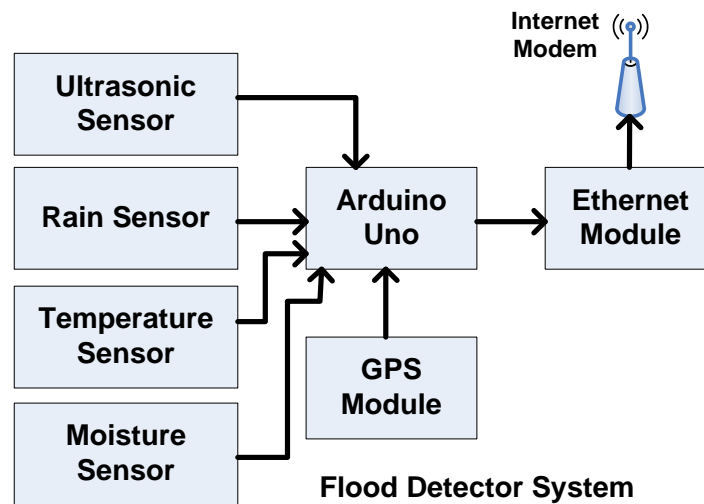 Internet
Modem
Ultrasonic
Sensor
Rain Sensor
Arduino
Uno
Ethernet
Module
Temperature
Sensor
GPS
Module
Moisture
Sensor
Flood Detector System